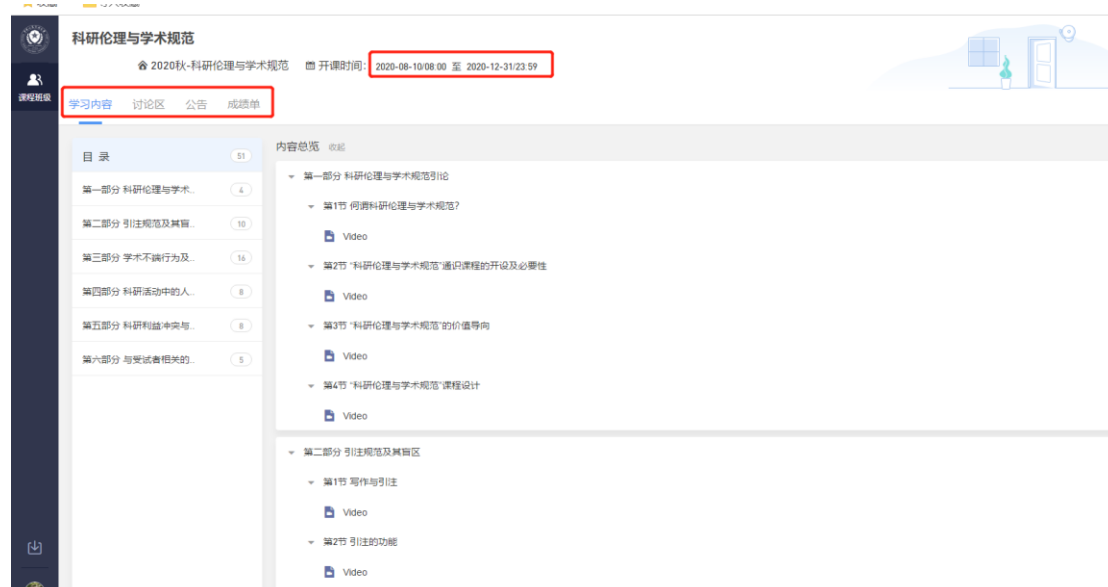 科研伦理与学术规范
2020秋-科研伦理与学术规范 开课时间: 2020-08-10/08:00 至 2020-12-31/23:59
课程班级
学习内容 讨论区 公告 成绩单
目 录 51
第一部分 科研伦理与学术... 4
第二部分 引注规范及其盲... 10
第三部分 学术不端行为及... 16
第四部分 科研活动中的人... 8
第五部分 科研利益冲突与... 8
第六部分 与受试者相关的... 5
内容总览 收起
第一部分 科研伦理与学术规范引论
第1节 何谓科研伦理与学术规范?
Video
第2节 “科研伦理与学术规范”通识课程的开设及必要性
Video
第3节 “科研伦理与学术规范”的价值导向
Video
第4节 “科研伦理与学术规范”课程设计
Video
第二部分 引注规范及其盲区
第1节 写作与引注
Video
第2节 引注的功能
Video